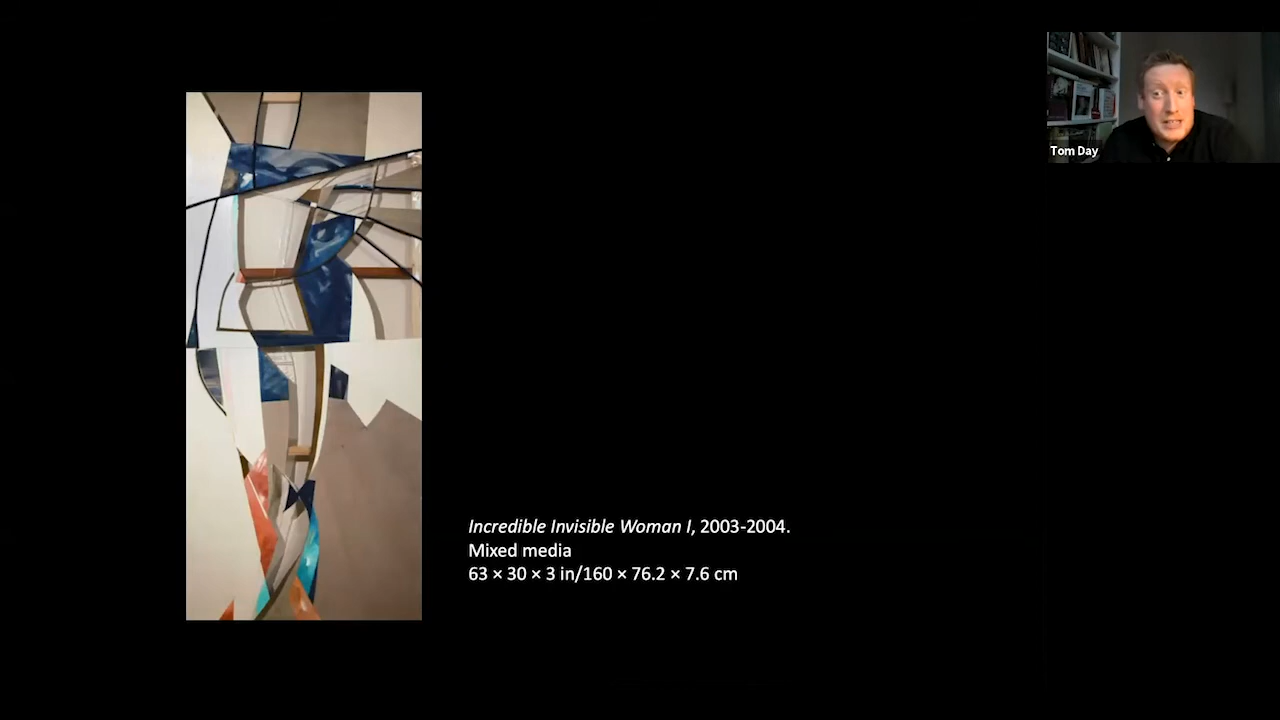 Tom Day
Incredible Invisible Woman I, 2003-2004.
Mixed media
63 × 30 × 3 in/160 × 76.2 × 7.6 cm